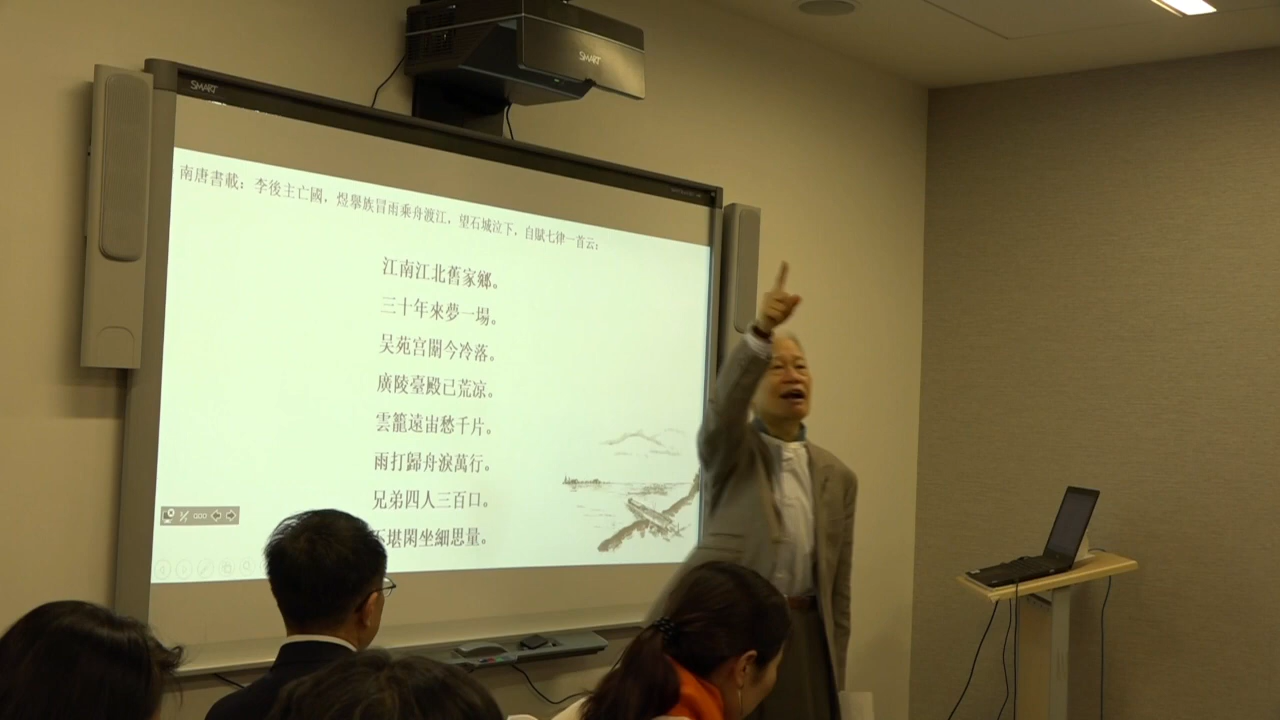 SMART
SMART
南唐書載：李後主亡國，煜舉族冒雨乘舟渡江，望石城泣下，自賦七律一首云：
江南江北舊家鄉。
三十年來夢一場。
吴苑宫闈今冷落。
廣陵臺殿已荒凉。
雲籠遠岫愁千片。
雨打歸舟淚萬行。
兄弟四人三百口。
不堪閑坐細思量。